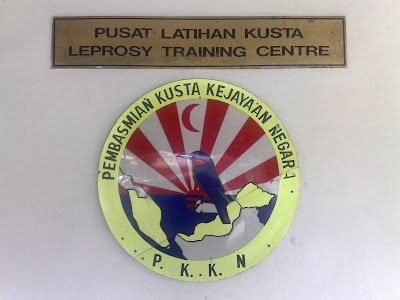 PUSAT LATIHAN KUSTA
LEPROSY TRAINING CENTRE
PEMBASMIAN KUSTA KEJAYAAN NEGARA
. . P. K. K. N . .